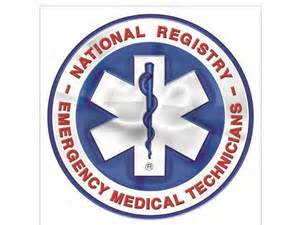 NATIONAL REGISTRY
EMERGENCY MEDICAL TECHNICIANS
®